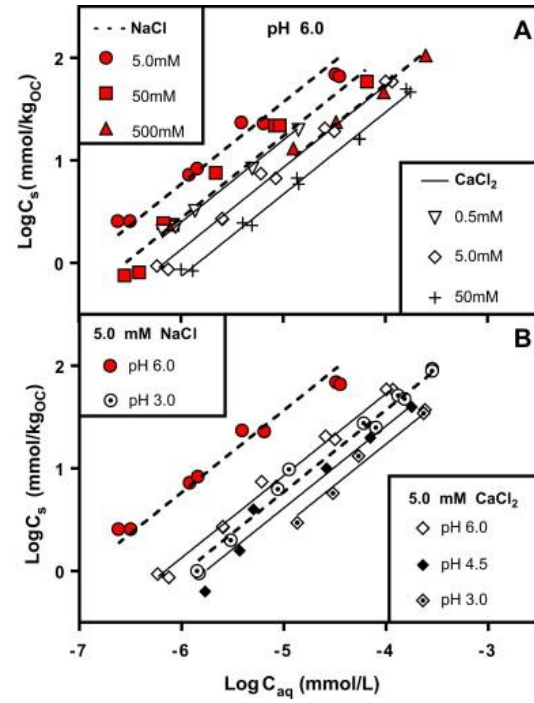 NaCl
5.0mM
50mM
500mM
pH 6.0
A
CaCl2
0.5mM
5.0mM
50mM
LogCs (mmol/kgOC)
2
1
0
5.0 mM NaCl
pH 6.0
pH 3.0
B
5.0 mM CaCl2
pH 6.0
pH 4.5
pH 3.0
LogCs (mmol/kgOC)
2
1
0
-7 -6 -5 -4 -3
Log Caq (mmol/L)